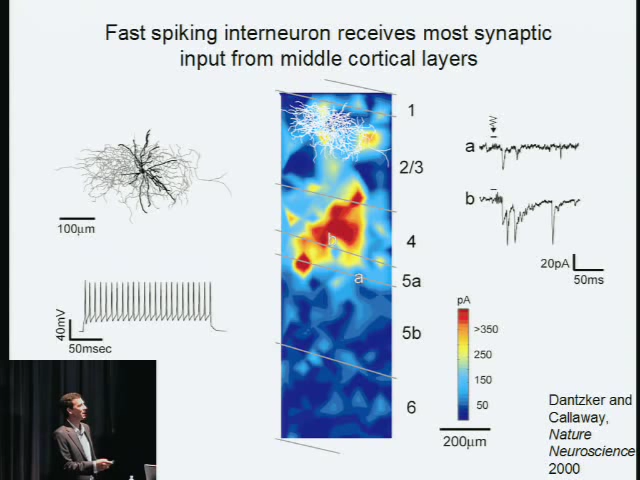 Fast spiking interneuron receives most synaptic
input from middle cortical layers
1
2/3
4
5a
5b
6
b
a
100μm
40mV
50msec
a
b
20pA
50ms
pA
>350
250
150
50
200μm
Dantzker and
Callaway,
Nature
Neuroscience
2000